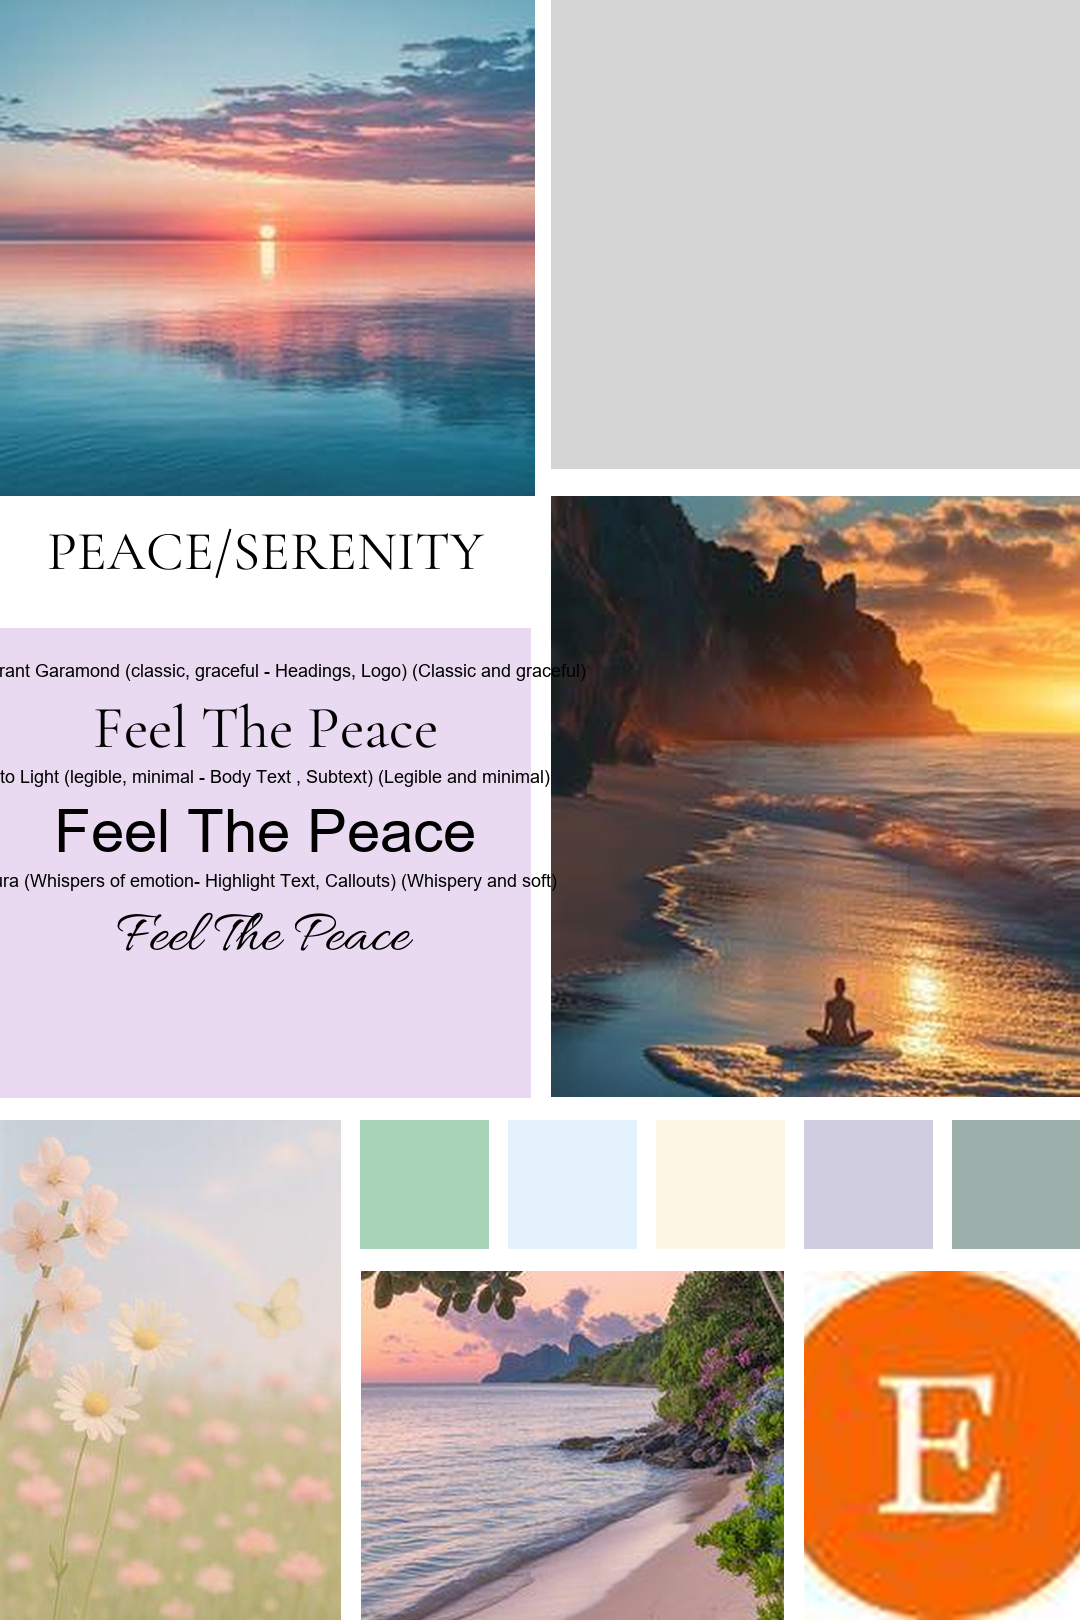 PEACE/SERENITY
rant Garamond (classic, graceful - Headings, Logo) (Classic and graceful)
Feel The Peace
to Light (legible, minimal - Body Text , Subtext) (Legible and minimal)
Feel The Peace
ura (Whispers of emotion- Highlight Text, Callouts) (Whispery and soft)
Feel The Peace
E